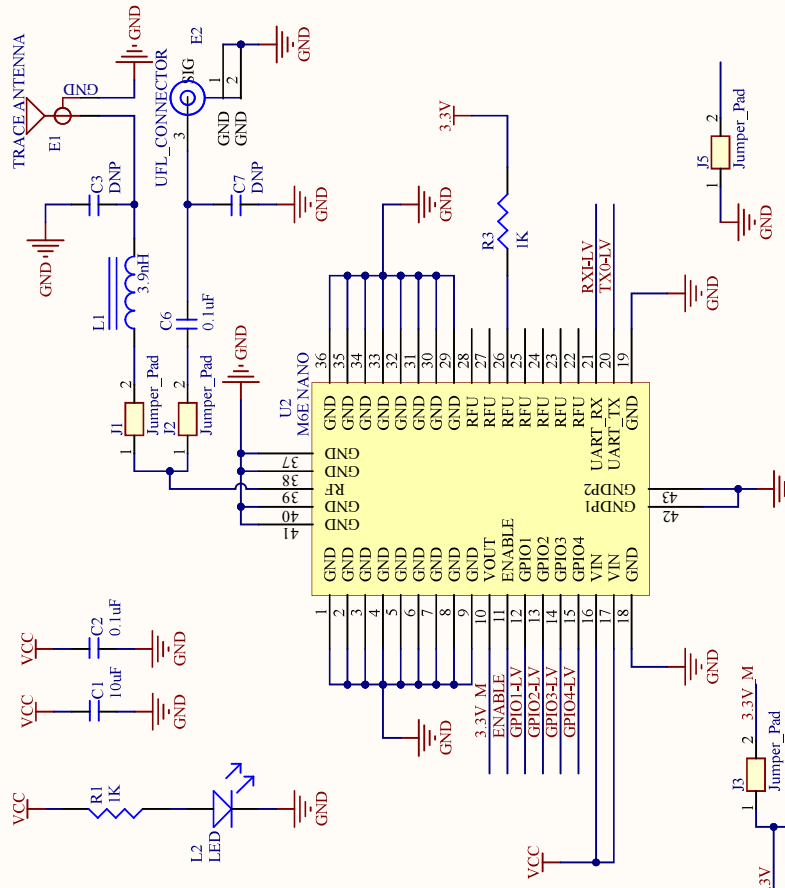 TRACE ANTENNA
E1
GND
GND
UFL_CONNECTOR
E2
SIG
3
1
2
GND
GND
GND
C3
DNP
GND
C7
DNP
GND
L1
3.9nH
C6
0.1uF
J1
Jumper_Pad
1
2
J2
Jumper_Pad
1
2
GND
3.3V
R3
1K
GND
J5
Jumper_Pad
1
2
GND
RXI-LV
TX0-LV
GND
U2
M6E NANO
36 GND
35 GND
34 GND
33 GND
32 GND
31 GND
30 GND
29 GND
28 RFU
27 RFU
26 RFU
25 RFU
24 RFU
23 RFU
22 RFU
21 UART_RX
20 UART_TX
19 GND
37 GND
38 GND
39 RF
40 GND
41 GND
43 GNDP2
42 GNDP1
1 GND
2 GND
3 GND
4 GND
5 GND
6 GND
7 GND
8 GND
9 GND
10 VOUT
11 ENABLE
12 GPIO1
13 GPIO2
14 GPIO3
15 GPIO4
16 VIN
17 VIN
18 GND
GND
3.3V_M
ENABLE
GPIO1-LV
GPIO2-LV
GPIO3-LV
GPIO4-LV
GND
VCC
VCC
C2
0.1uF
GND
VCC
C1
10uF
GND
VCC
R1
1K
L2
LED
GND
J3
Jumper_Pad
1
2
3.3V_M
3V